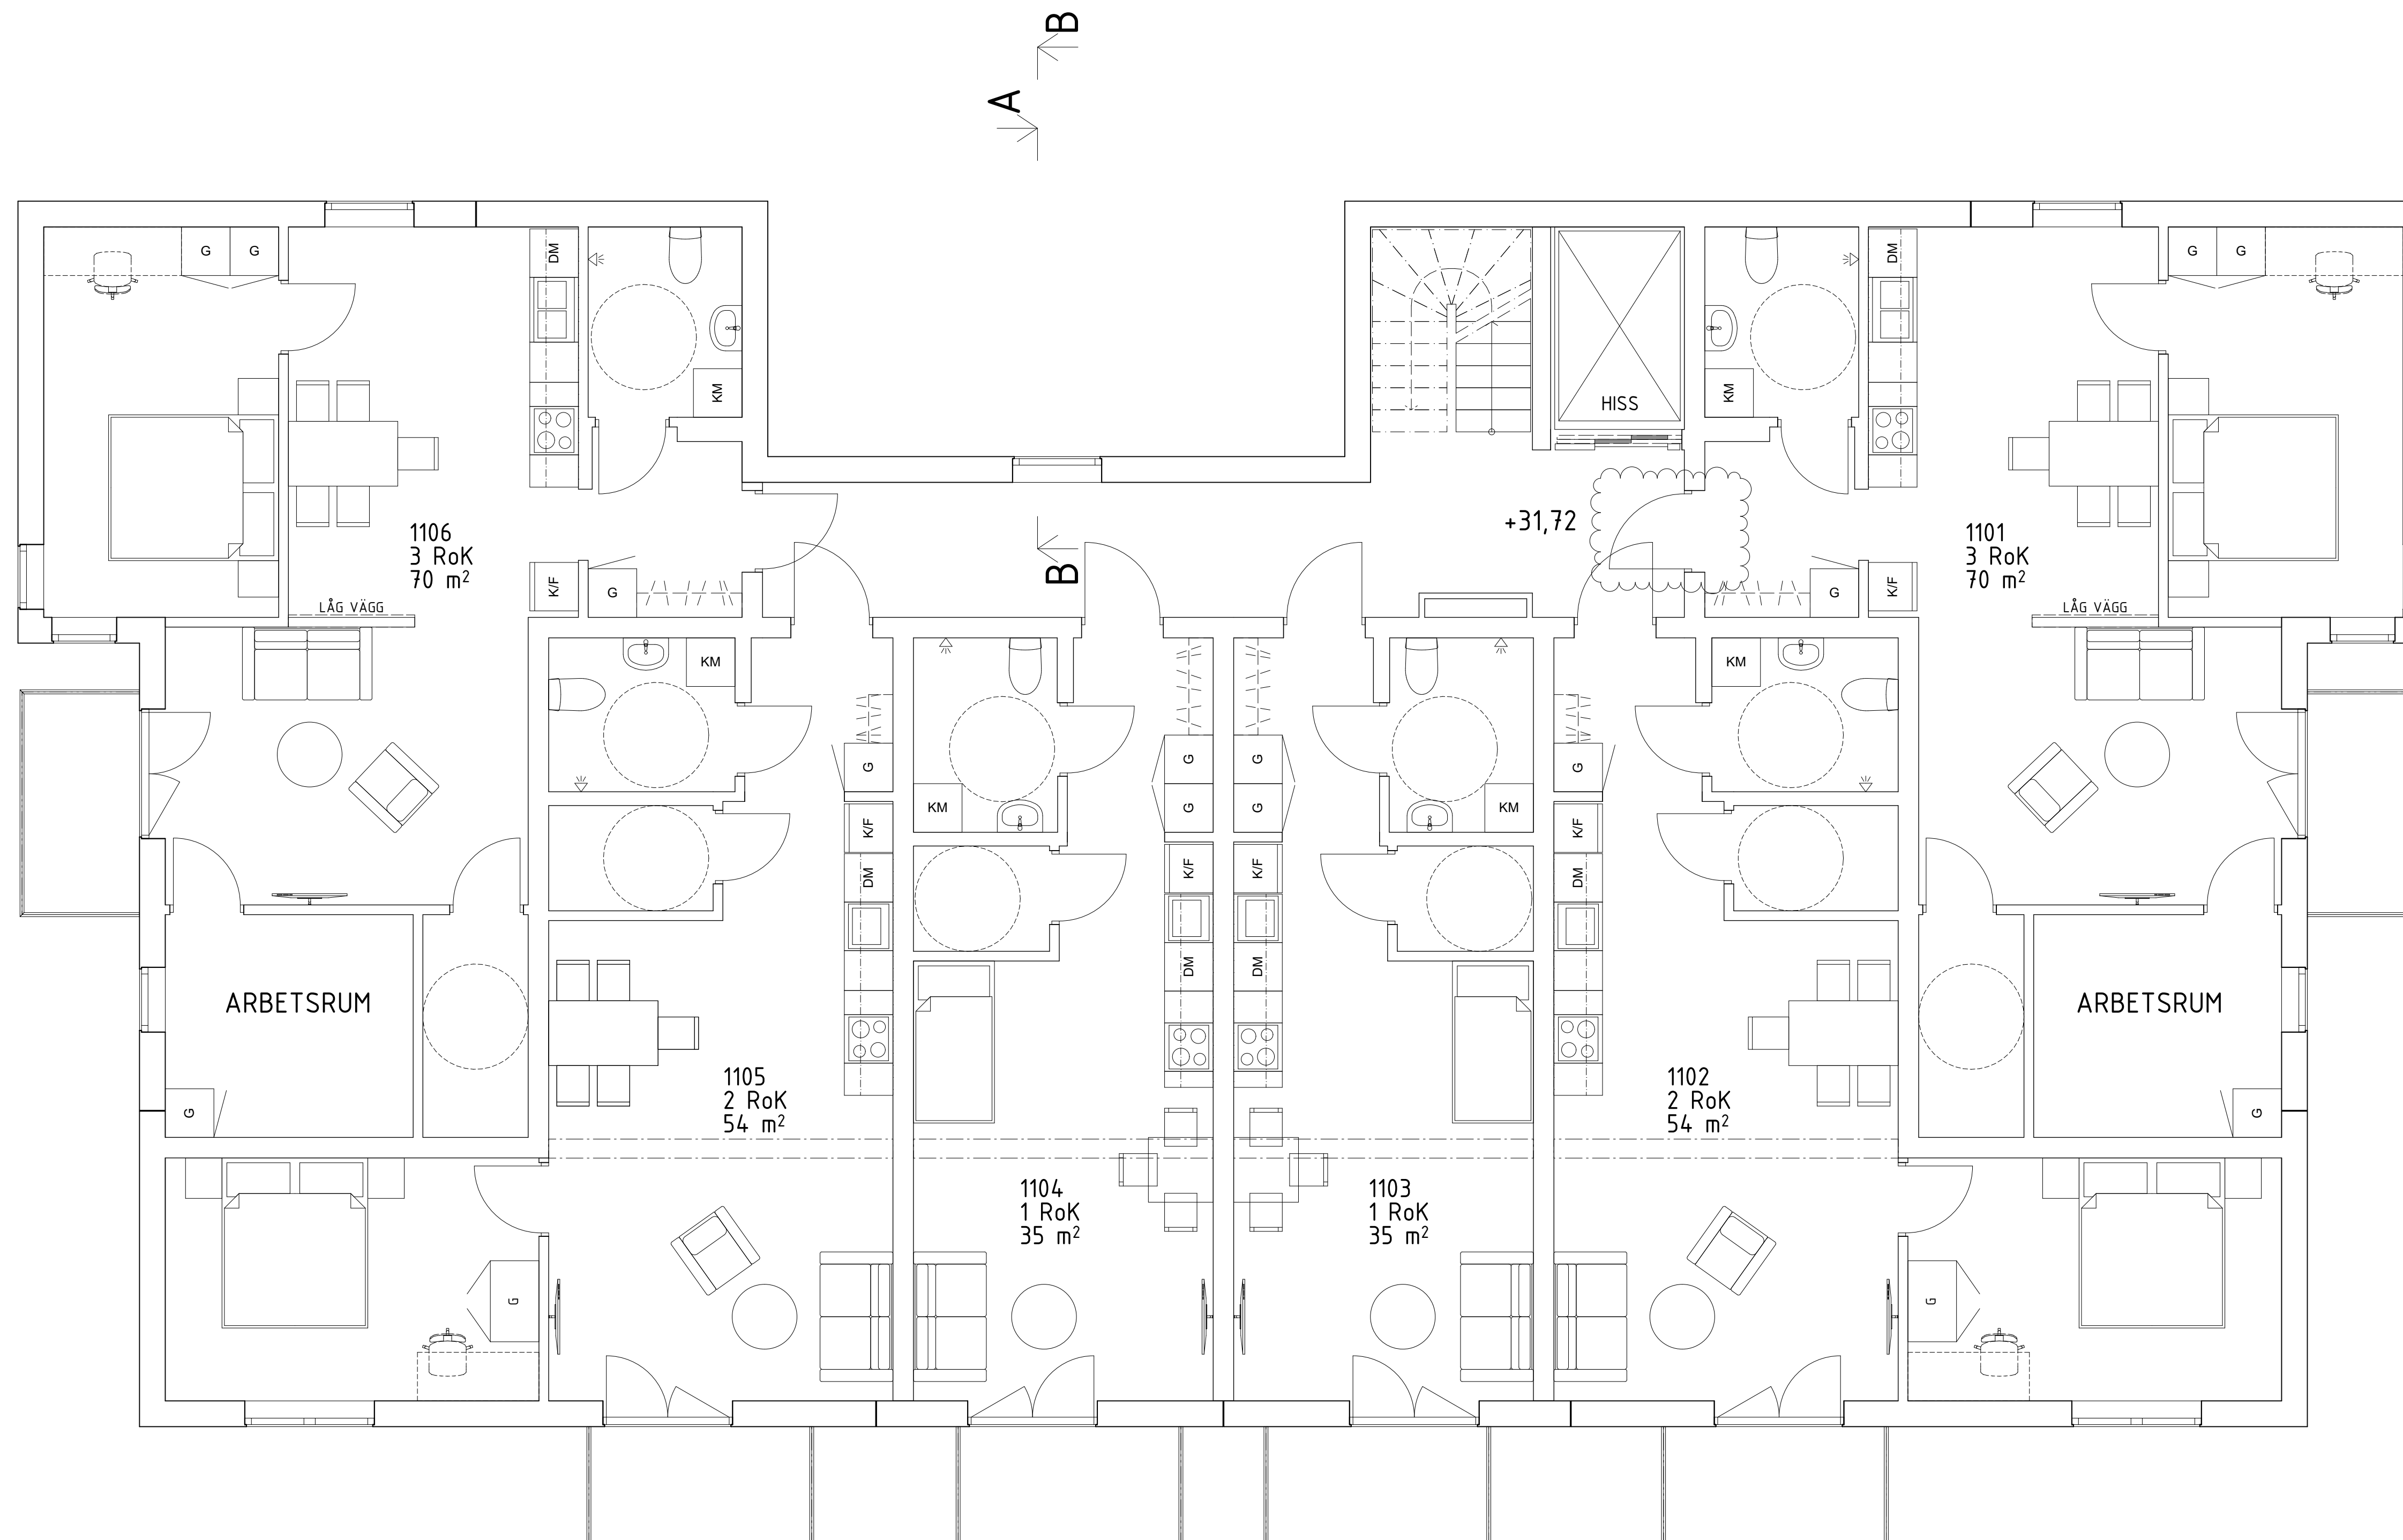 B
A
G G
DM
DM
G G
KM
HISS
KM
1106
3 RoK
70 m²
+31,72
1101
3 RoK
70 m²
B
K/F
G
G
K/F
LÅG VÄGG
LÅG VÄGG
KM
KM
G
G
G
G
G
G
KM
KM
K/F
K/F
K/F
K/F
DM
DM
DM
DM
ARBETSRUM
ARBETSRUM
1105
2 RoK
54 m²
1102
2 RoK
54 m²
G
G
1104
1 RoK
35 m²
1103
1 RoK
35 m²
G
G